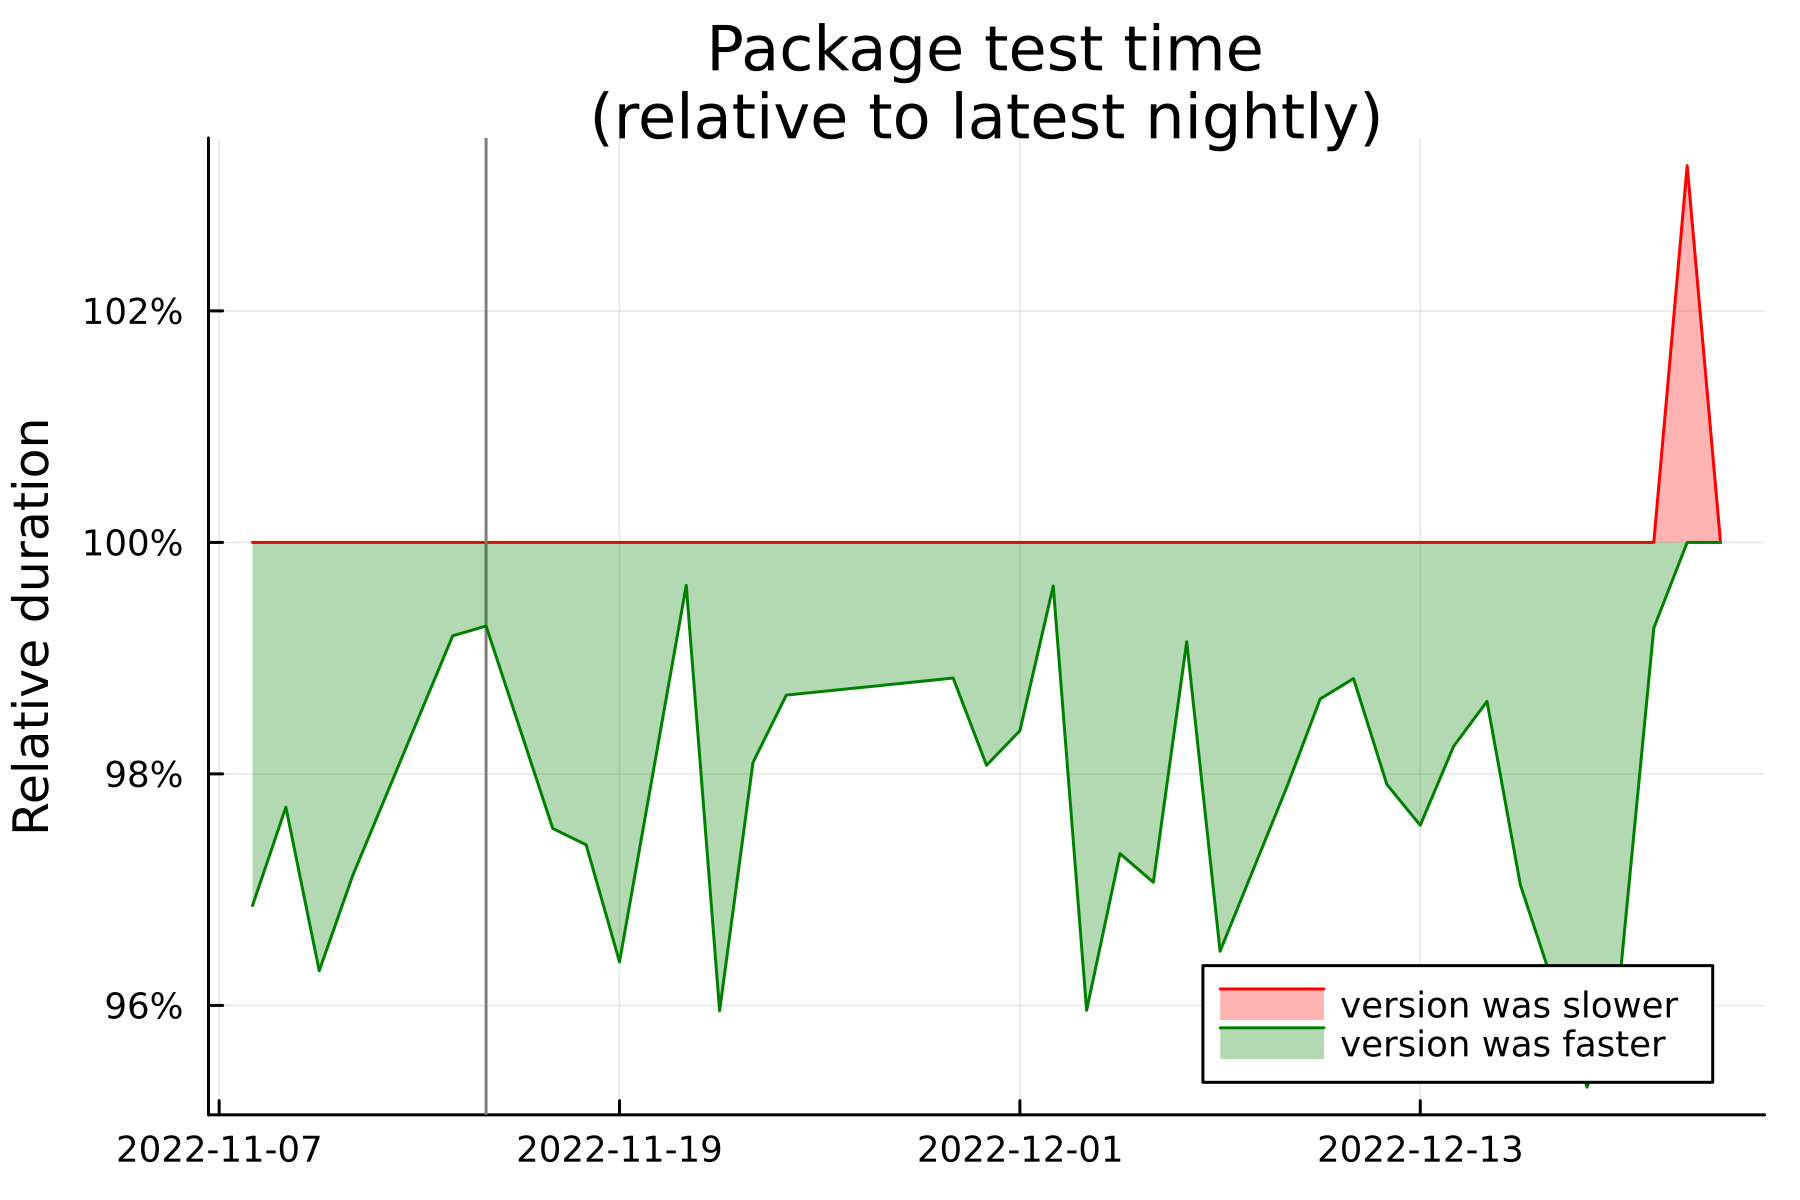 Package test time
(relative to latest nightly)
Relative duration
102%
100%
98%
96%
version was slower
version was faster
2022-11-07
2022-11-19
2022-12-01
2022-12-13